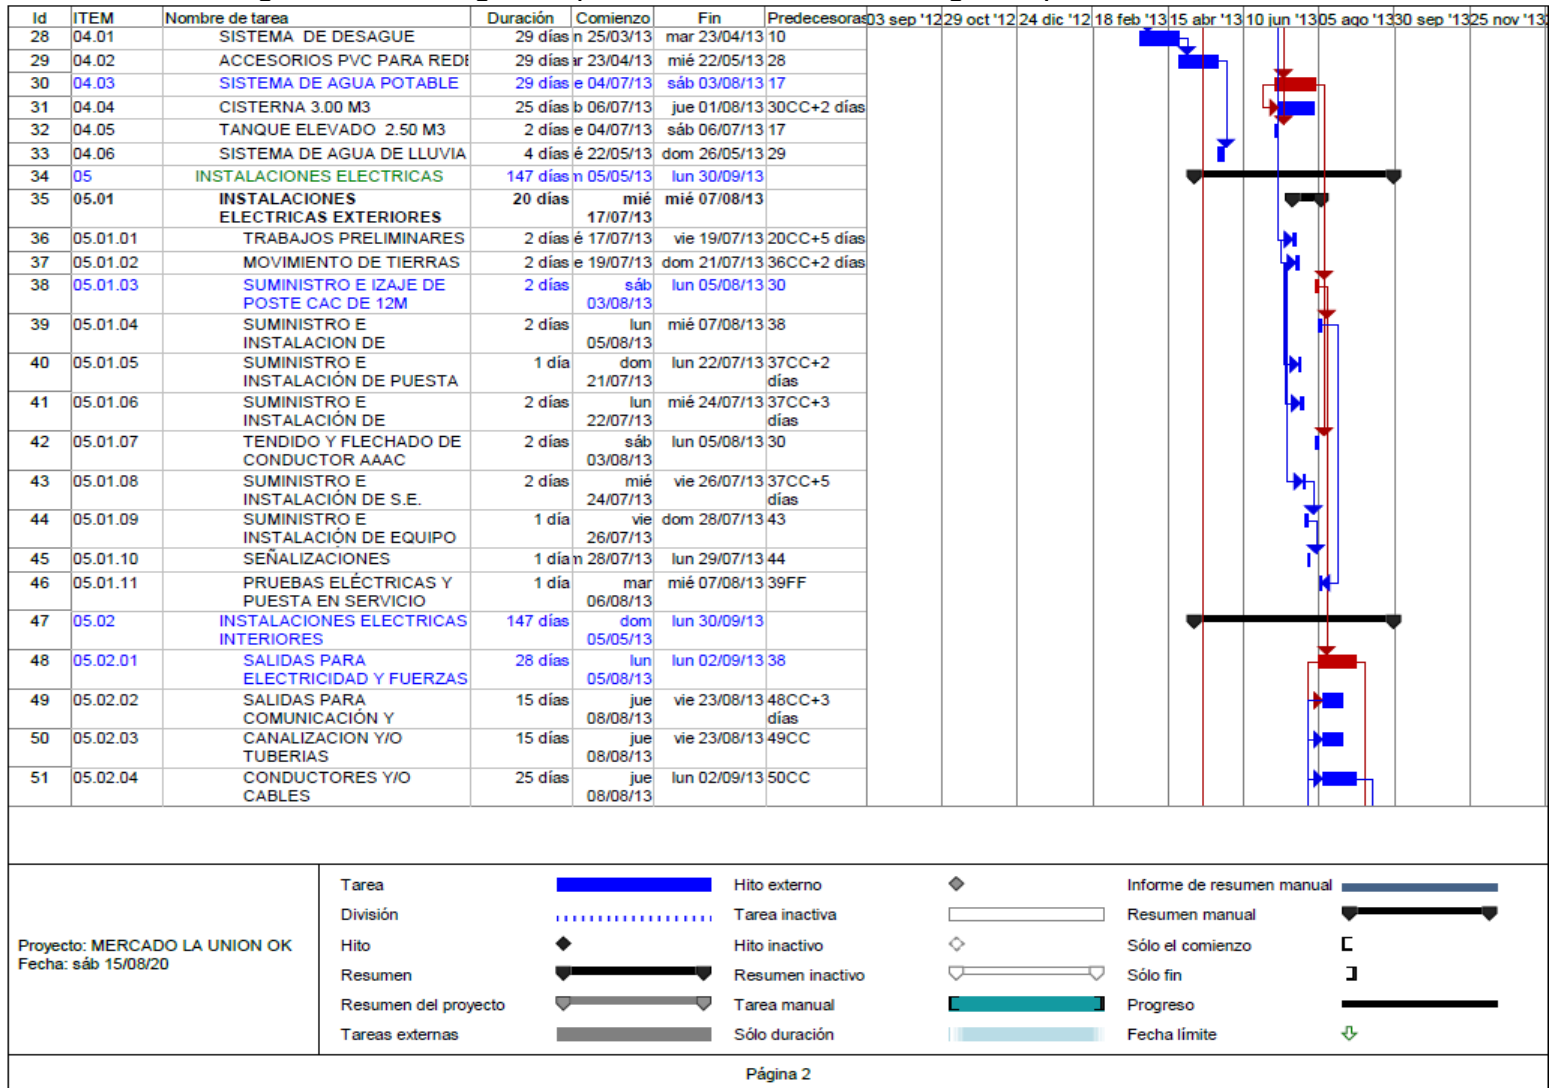 Id ITEM Nombre de tarea Duración Comienzo Fin Predecesoras 03 sep '12 29 oct '12 24 dic '12 18 feb '13 15 abr '13 10 jun '13 05 ago '13 30 sep '13 25 nov '13
28 04.01 SISTEMA DE DESAGUE 29 días n 25/03/13 mar 23/04/13 10
29 04.02 ACCESORIOS PVC PARA REDE 29 días ar 23/04/13 mié 22/05/13 28
30 04.03 SISTEMA DE AGUA POTABLE 29 días e 04/07/13 sáb 03/08/13 17
31 04.04 CISTERNA 3.00 M3 25 días b 06/07/13 jue 01/08/13 30CC+2 días
32 04.05 TANQUE ELEVADO 2.50 M3 2 días e 04/07/13 sáb 06/07/13 17
33 04.06 SISTEMA DE AGUA DE LLUVIA 4 días é 22/05/13 dom 26/05/13 29
34 05 INSTALACIONES ELECTRICAS 147 días m 05/05/13 lun 30/09/13
35 05.01 INSTALACIONES 20 días mié mié 07/08/13
ELECTRICAS EXTERIORES 17/07/13
36 05.01.01 TRABAJOS PRELIMINARES 2 días é 17/07/13 vie 19/07/13 20CC+5 días
37 05.01.02 MOVIMIENTO DE TIERRAS 2 días e 19/07/13 dom 21/07/13 36CC+2 días
38 05.01.03 SUMINISTRO E IZAJE DE 2 días sáb lun 05/08/13 30
POSTE CAC DE 12M 03/08/13
39 05.01.04 SUMINISTRO E 2 días lun mié 07/08/13 38
INSTALACION DE 05/08/13
40 05.01.05 SUMINISTRO E 1 día dom lun 22/07/13 37CC+2
INSTALACIÓN DE PUESTA 21/07/13 días
41 05.01.06 SUMINISTRO E 2 días lun mié 24/07/13 37CC+3
INSTALACIÓN DE 22/07/13 días
42 05.01.07 TENDIDO Y FLECHADO DE 2 días sáb lun 05/08/13 30
CONDUCTOR AAAC 03/08/13
43 05.01.08 SUMINISTRO E 2 días mié vie 26/07/13 37CC+5
INSTALACIÓN DE S.E. 24/07/13 días
44 05.01.09 SUMINISTRO E 1 día vie dom 28/07/13 43
INSTALACIÓN DE EQUIPO 26/07/13
45 05.01.10 SEÑALIZACIONES 1 día m 28/07/13 lun 29/07/13 44
46 05.01.11 PRUEBAS ELÉCTRICAS Y 1 día mar mié 07/08/13 39FF
PUESTA EN SERVICIO 06/08/13
47 05.02 INSTALACIONES ELECTRICAS 147 días dom lun 30/09/13
INTERIORES 05/05/13
48 05.02.01 SALIDAS PARA 28 días lun lun 02/09/13 38
ELECTRICIDAD Y FUERZAS 05/08/13
49 05.02.02 SALIDAS PARA 15 días jue vie 23/08/13 48CC+3
COMUNICACIÓN Y 08/08/13 días
50 05.02.03 CANALIZACION Y/O 15 días jue vie 23/08/13 49CC
TUBERIAS 08/08/13
51 05.02.04 CONDUCTORES Y/O 25 días jue lun 02/09/13 50CC
CABLES 08/08/13
Proyecto: MERCADO LA UNION OK
Fecha: sáb 15/08/20
Tarea Hito externo Informe de resumen manual
División Tarea inactiva Resumen manual
Hito Hito inactivo Sólo el comienzo
Resumen Resumen inactivo Sólo fin
Resumen del proyecto Tarea manual Progreso
Tareas externas Sólo duración Fecha límite
Página 2